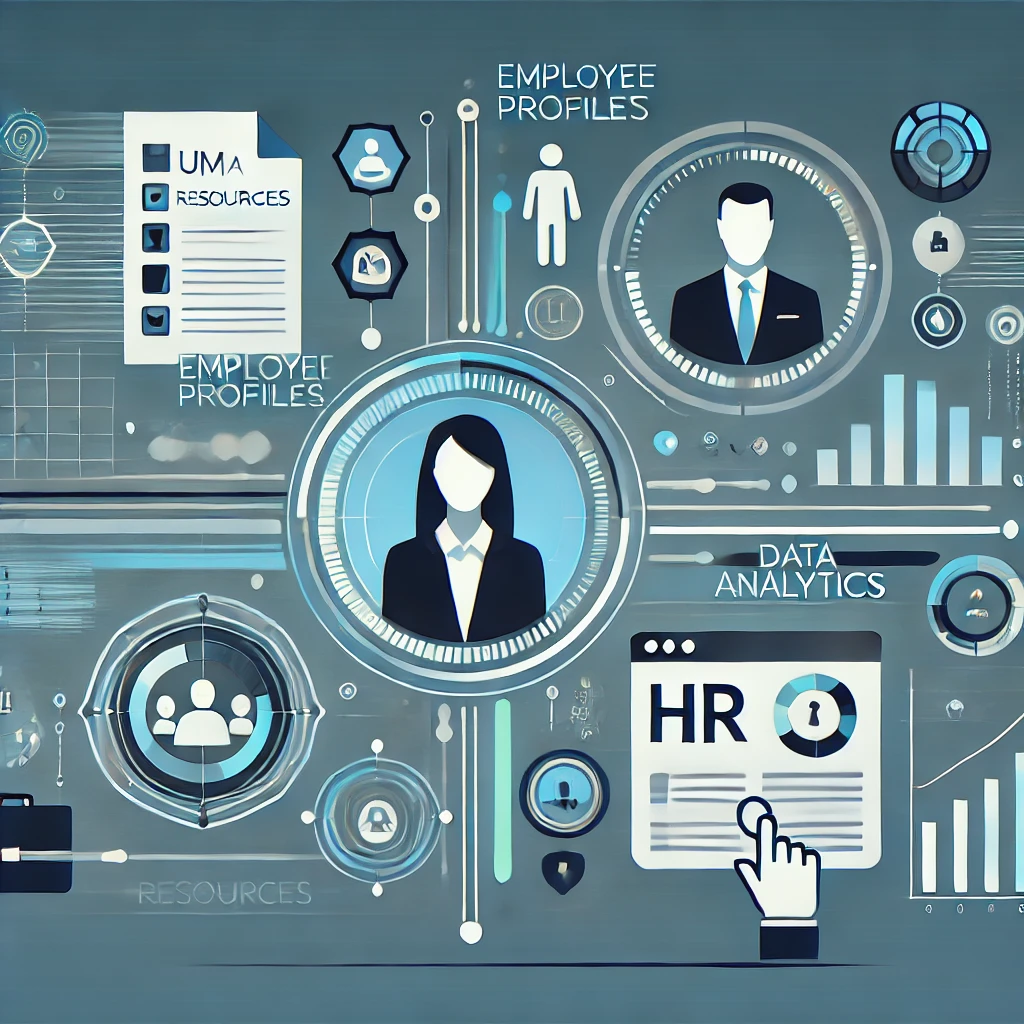 EMPLOYEE
PROFILES
UMA
RESOURCES
EMPLOYEE
PROFILES
DATA
ANALYTICS
HR
RESOURCES